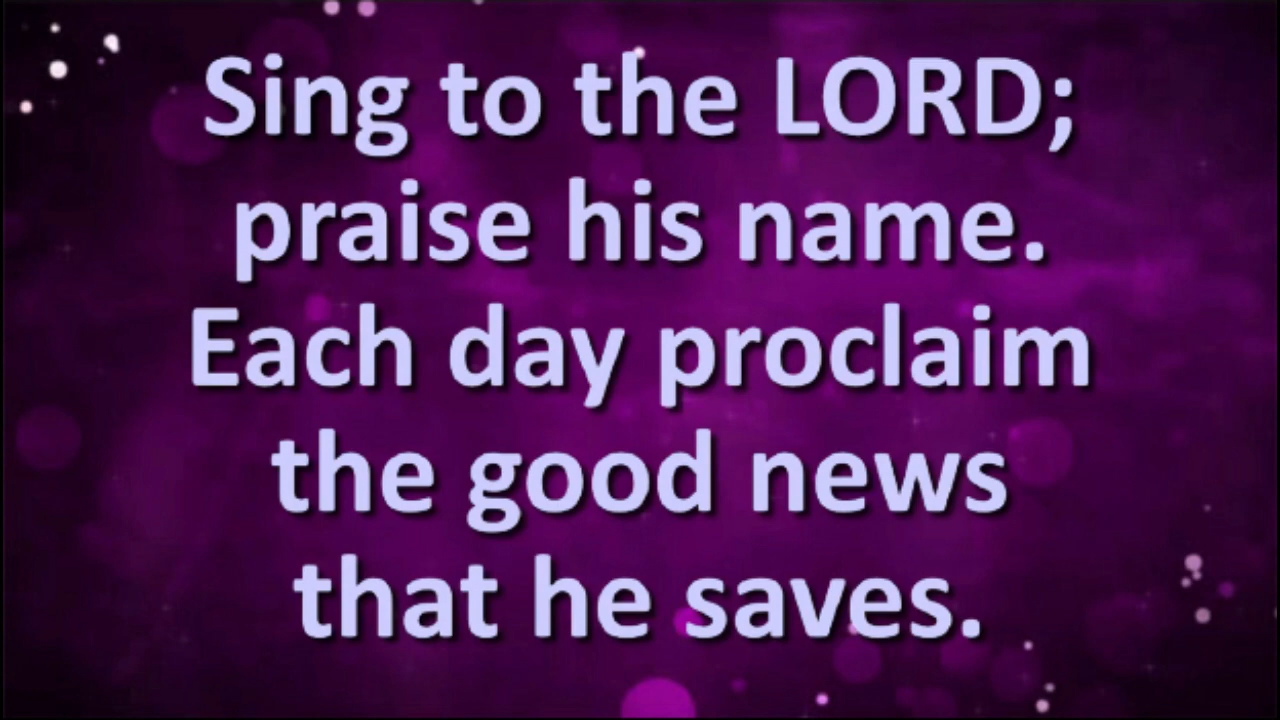 Sing to the LORD;
praise his name.
Each day proclaim
the good news
that he saves.